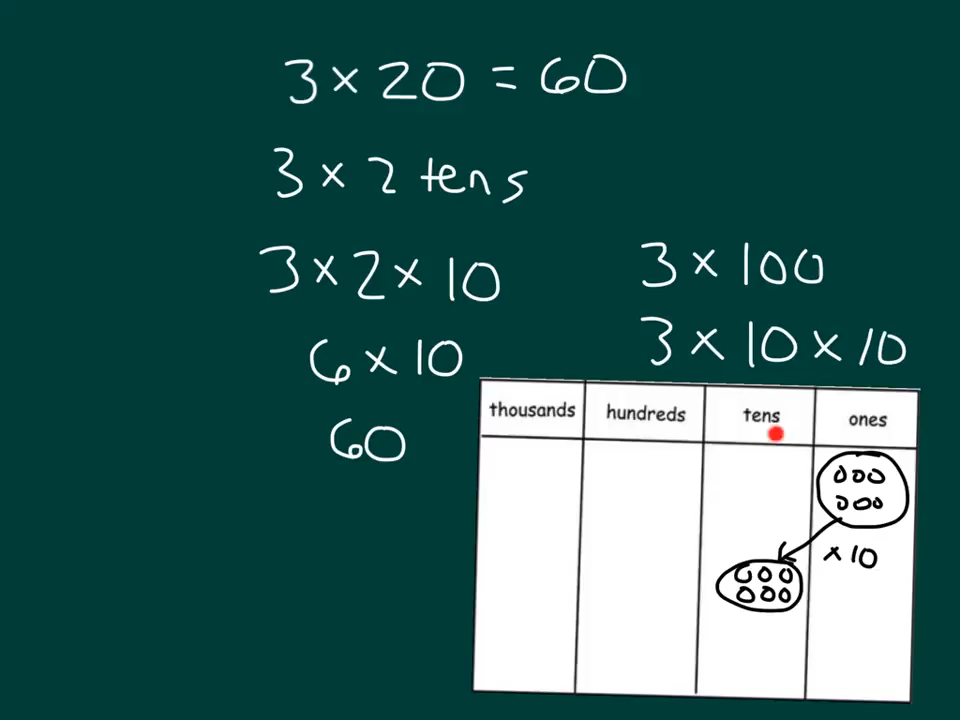 3 × 20 = 60
3 × 2 tens
3 × 2 × 10
6 × 10
60
3 × 100
3 × 10 × 10
thousands hundreds tens ones
× 10